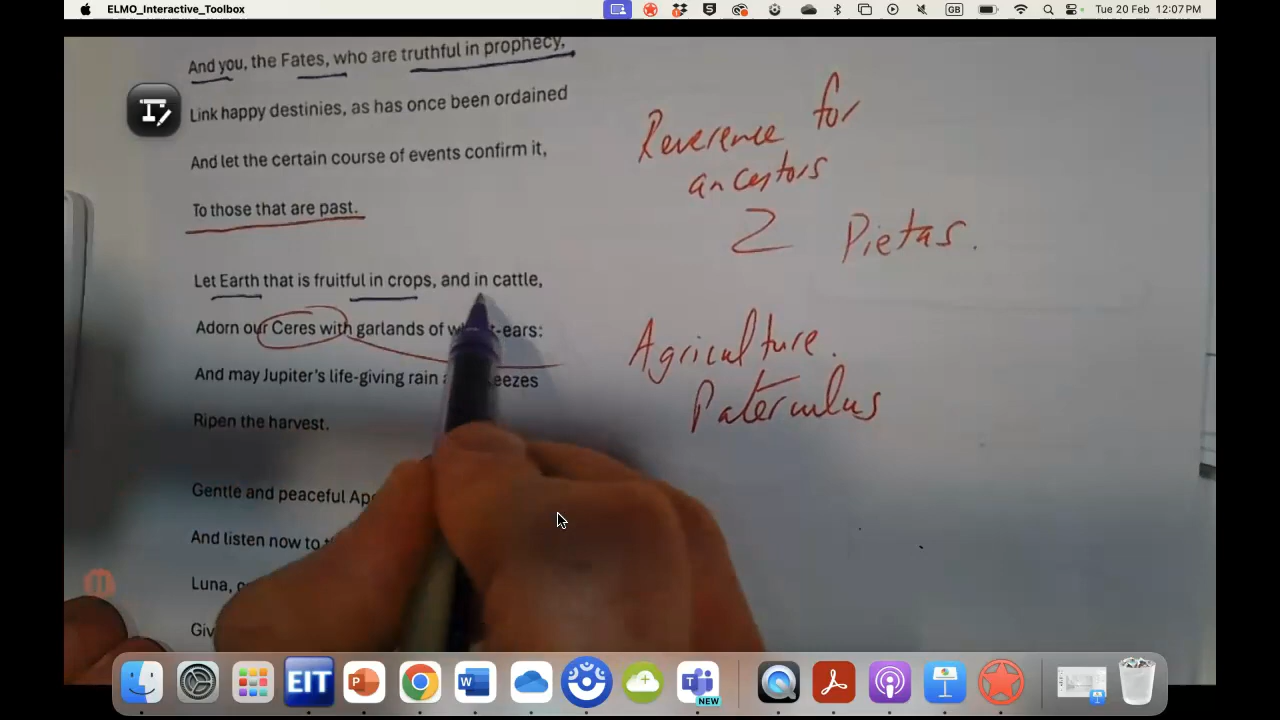 ELMO_Interactive_Toolbox
GB
Tue 20 Feb 12:07 PM
And you, the Fates, who are truthful in prophecy,
Link happy destinies, as has once been ordained
And let the certain course of events confirm it,
To those that are past.
Let Earth that is fruitful in crops, and in cattle,
Adorn our Ceres with garlands of -ears:
And may Jupiter's life-giving rain
Ripen the harvest.
Gentle and peaceful
And listen now to
Luna,
Reverence for
ancestors
Pietas.
Agriculture.
Paterculus
EIT
NEW